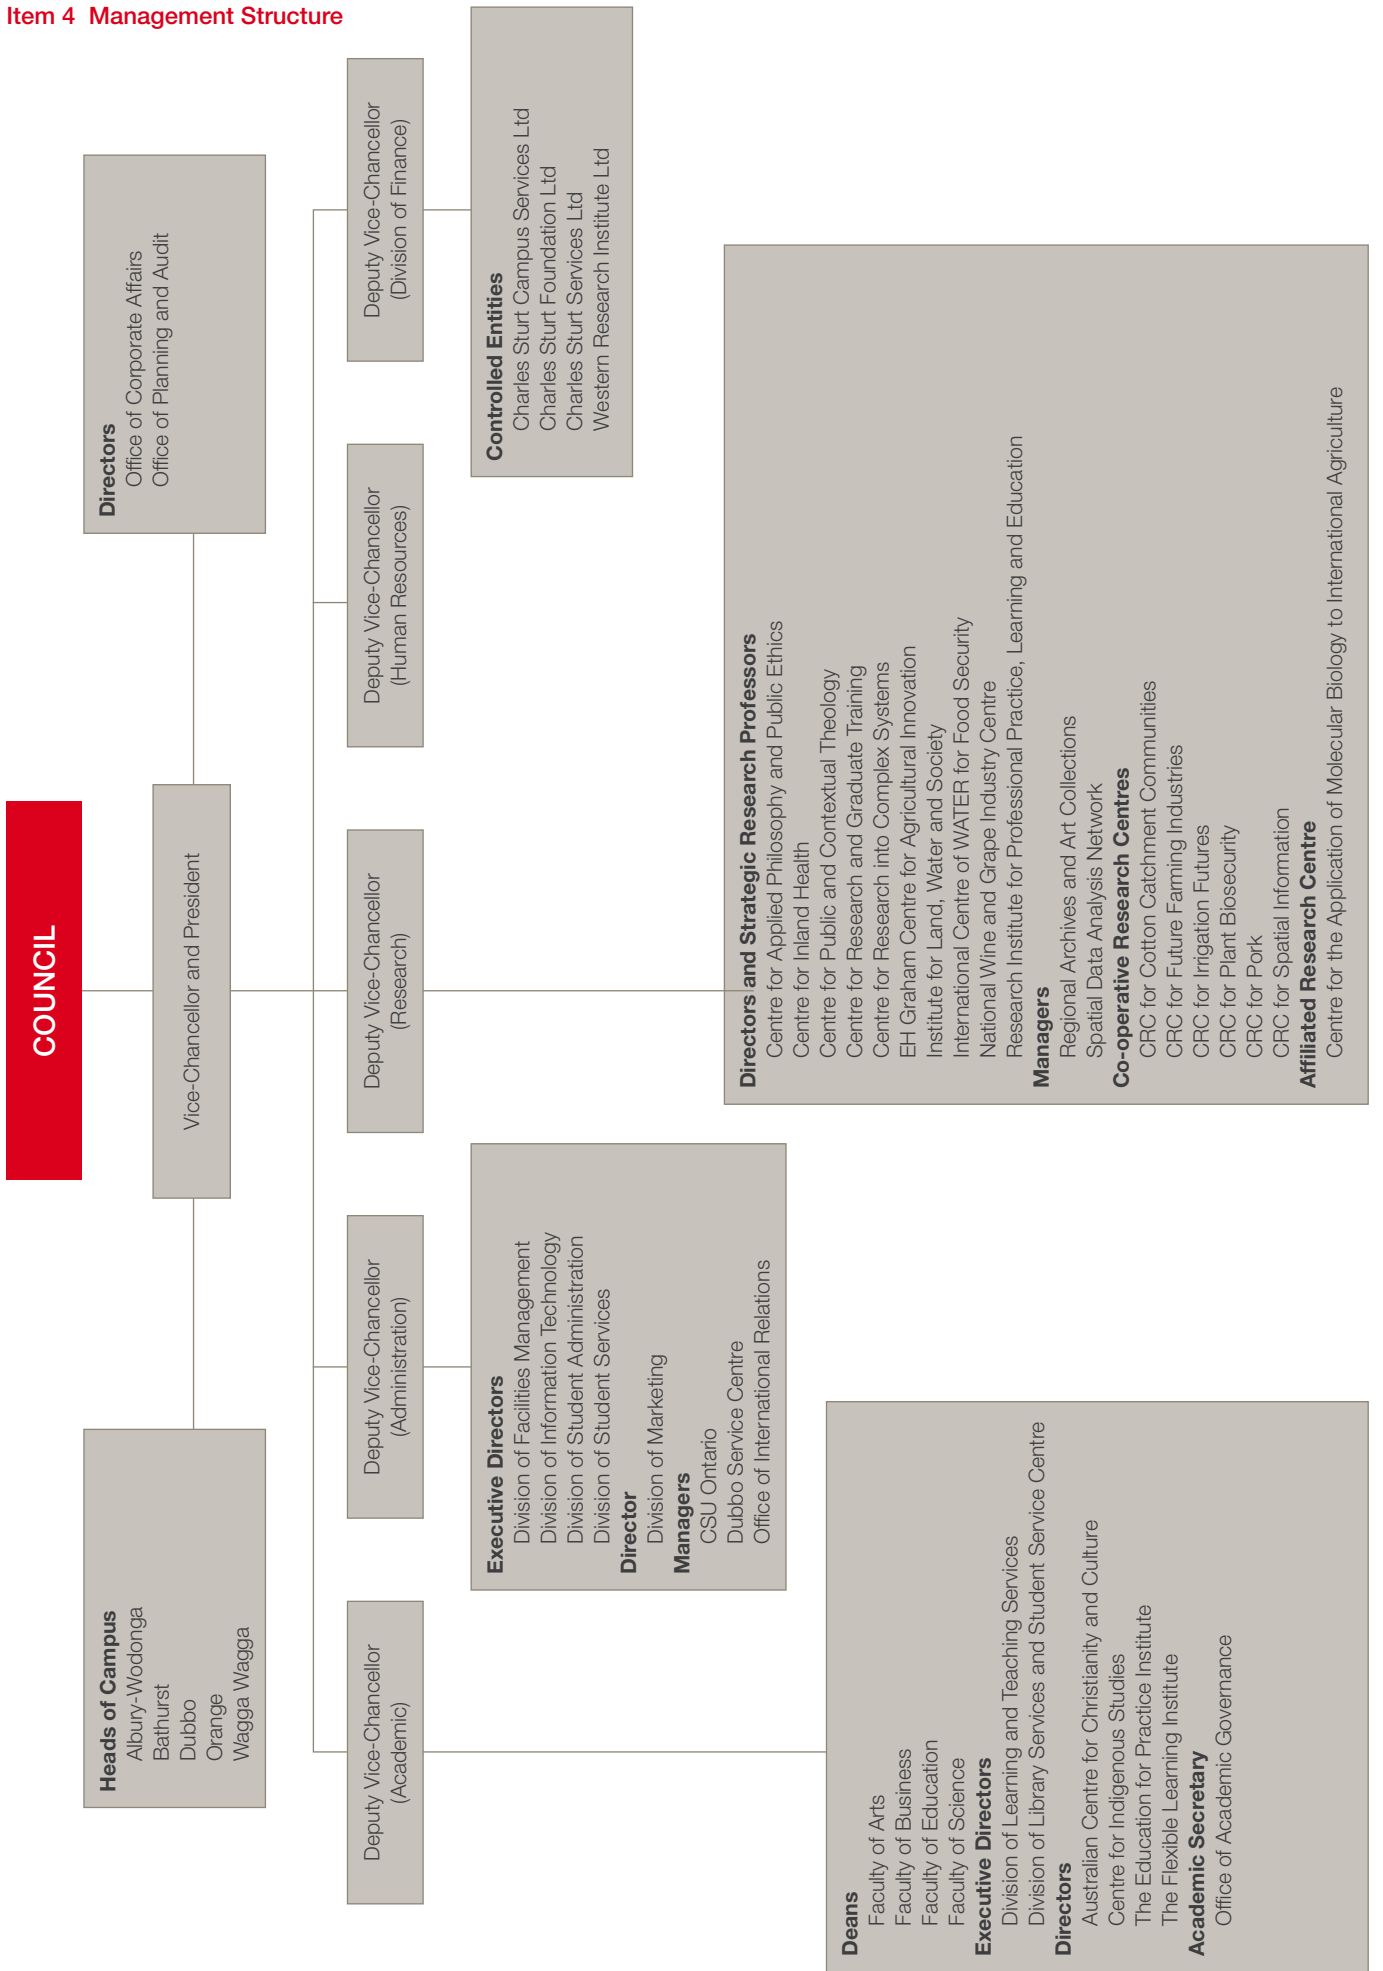 Item 4 Management Structure
COUNCIL
Vice-Chancellor and President
Heads of Campus
Albury-Wodonga
Bathurst
Dubbo
Orange
Wagga Wagga
Directors
Office of Corporate Affairs
Office of Planning and Audit
Deputy Vice-Chancellor
(Academic)
Deputy Vice-Chancellor
(Administration)
Deputy Vice-Chancellor
(Research)
Deputy Vice-Chancellor
(Human Resources)
Deputy Vice-Chancellor
(Division of Finance)
Deans
Faculty of Arts
Faculty of Business
Faculty of Education
Faculty of Science
Executive Directors
Division of Learning and Teaching Services
Division of Library Services and Student Service Centre
Directors
Australian Centre for Christianity and Culture
Centre for Indigenous Studies
The Education for Practice Institute
The Flexible Learning Institute
Academic Secretary
Office of Academic Governance
Executive Directors
Division of Facilities Management
Division of Information Technology
Division of Student Administration
Division of Student Services
Director
Division of Marketing
Managers
CSU Ontario
Dubbo Service Centre
Office of International Relations
Directors and Strategic Research Professors
Centre for Applied Philosophy and Public Ethics
Centre for Inland Health
Centre for Public and Contextual Theology
Centre for Research and Graduate Training
Centre for Research into Complex Systems
EH Graham Centre for Agricultural Innovation
Institute for Land, Water and Society
International Centre of WATER for Food Security
National Wine and Grape Industry Centre
Research Institute for Professional Practice, Learning and Education
Managers
Regional Archives and Art Collections
Spatial Data Analysis Network
Co-operative Research Centres
CRC for Cotton Catchment Communities
CRC for Future Farming Industries
CRC for Irrigation Futures
CRC for Plant Biosecurity
CRC for Pork
CRC for Spatial Information
Affiliated Research Centre
Centre for the Application of Molecular Biology to International Agriculture
Controlled Entities
Charles Sturt Campus Services Ltd
Charles Sturt Foundation Ltd
Charles Sturt Services Ltd
Western Research Institute Ltd